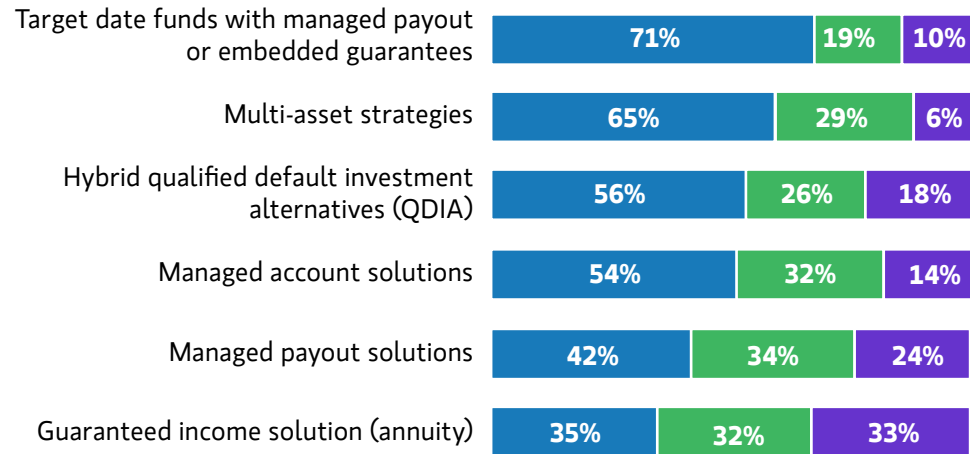 Target date funds with managed payout
or embedded guarantees
71% 19% 10%
Multi-asset strategies
65% 29% 6%
Hybrid qualified default investment
alternatives (QDIA)
56% 26% 18%
Managed account solutions
54% 32% 14%
Managed payout solutions
42% 34% 24%
Guaranteed income solution (annuity)
35% 32% 33%